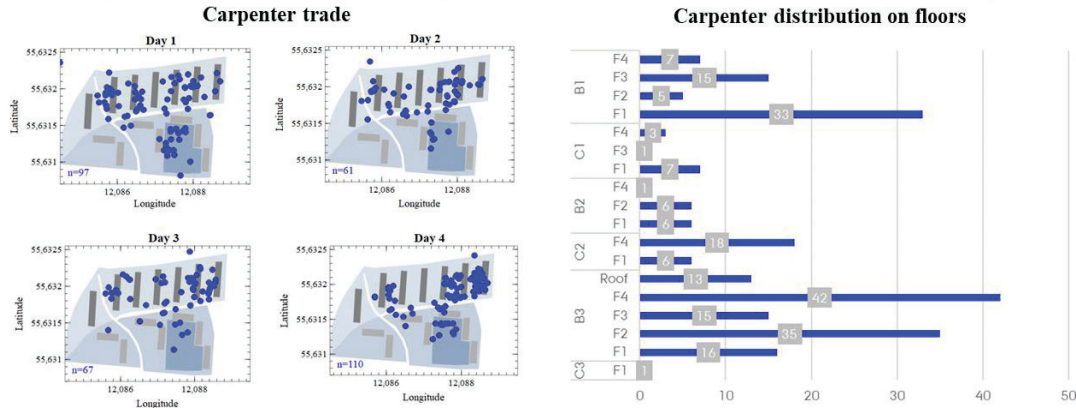 Carpenter trade
Day 1
Latitude
55,6325
55,632
55,6315
55,631
n=97
12,086
12,088
Longitude
Day 2
Latitude
55,6325
55,632
55,6315
55,631
n=61
12,086
12,088
Longitude
Day 3
Latitude
55,6325
55,632
55,6315
55,631
n=67
12,086
12,088
Longitude
Day 4
Latitude
55,6325
55,632
55,6315
55,631
n=110
12,086
12,088
Longitude
Carpenter distribution on floors
B1
F4 7
F3 15
F2 5
F1 33
C1
F4 3
F3 1
F1 7
B2
F4 1
F2 6
F1 6
C2
F4 18
F1 6
B3
Roof 13
F4 42
F3 15
F2 35
F1 16
C3
F1 1
0 10 20 30 40 50